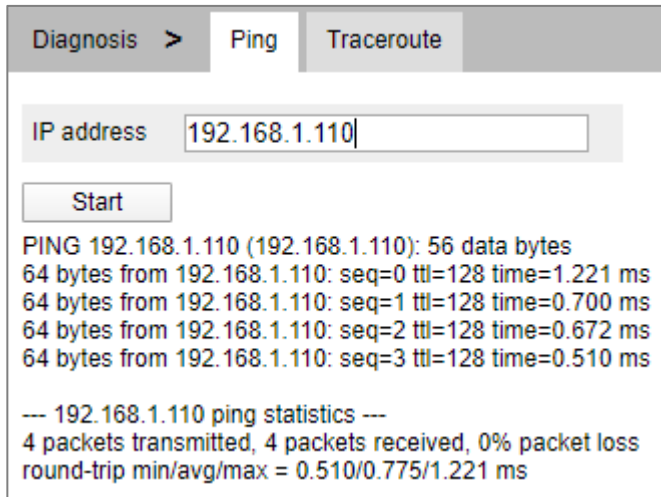 Diagnosis > Ping Traceroute
IP address 192.168.1.110
Start
PING 192.168.1.110 (192.168.1.110): 56 data bytes
64 bytes from 192.168.1.110: seq=0 ttl=128 time=1.221 ms
64 bytes from 192.168.1.110: seq=1 ttl=128 time=0.700 ms
64 bytes from 192.168.1.110: seq=2 ttl=128 time=0.672 ms
64 bytes from 192.168.1.110: seq=3 ttl=128 time=0.510 ms
--- 192.168.1.110 ping statistics ---
4 packets transmitted, 4 packets received, 0% packet loss
round-trip min/avg/max = 0.510/0.775/1.221 ms